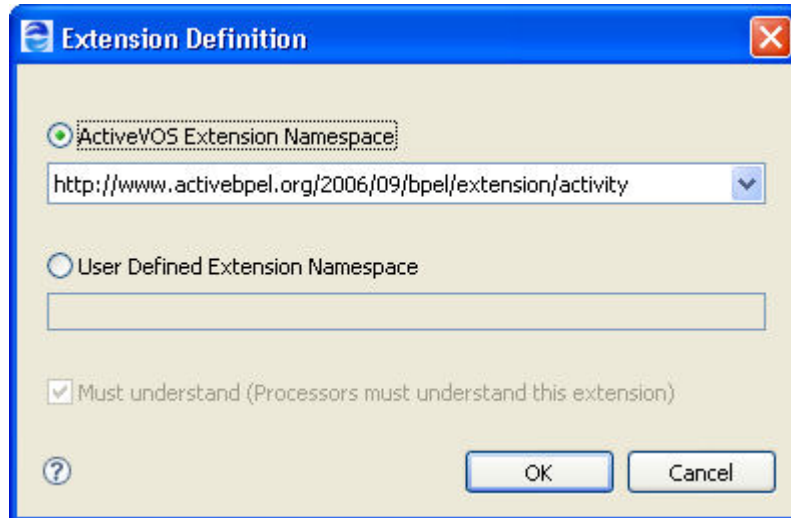 Extension Definition
ActiveVOS Extension Namespace
http://www.activebpel.org/2006/09/bpel/extension/activity
User Defined Extension Namespace
Must understand (Processors must understand this extension)
?
OK
Cancel